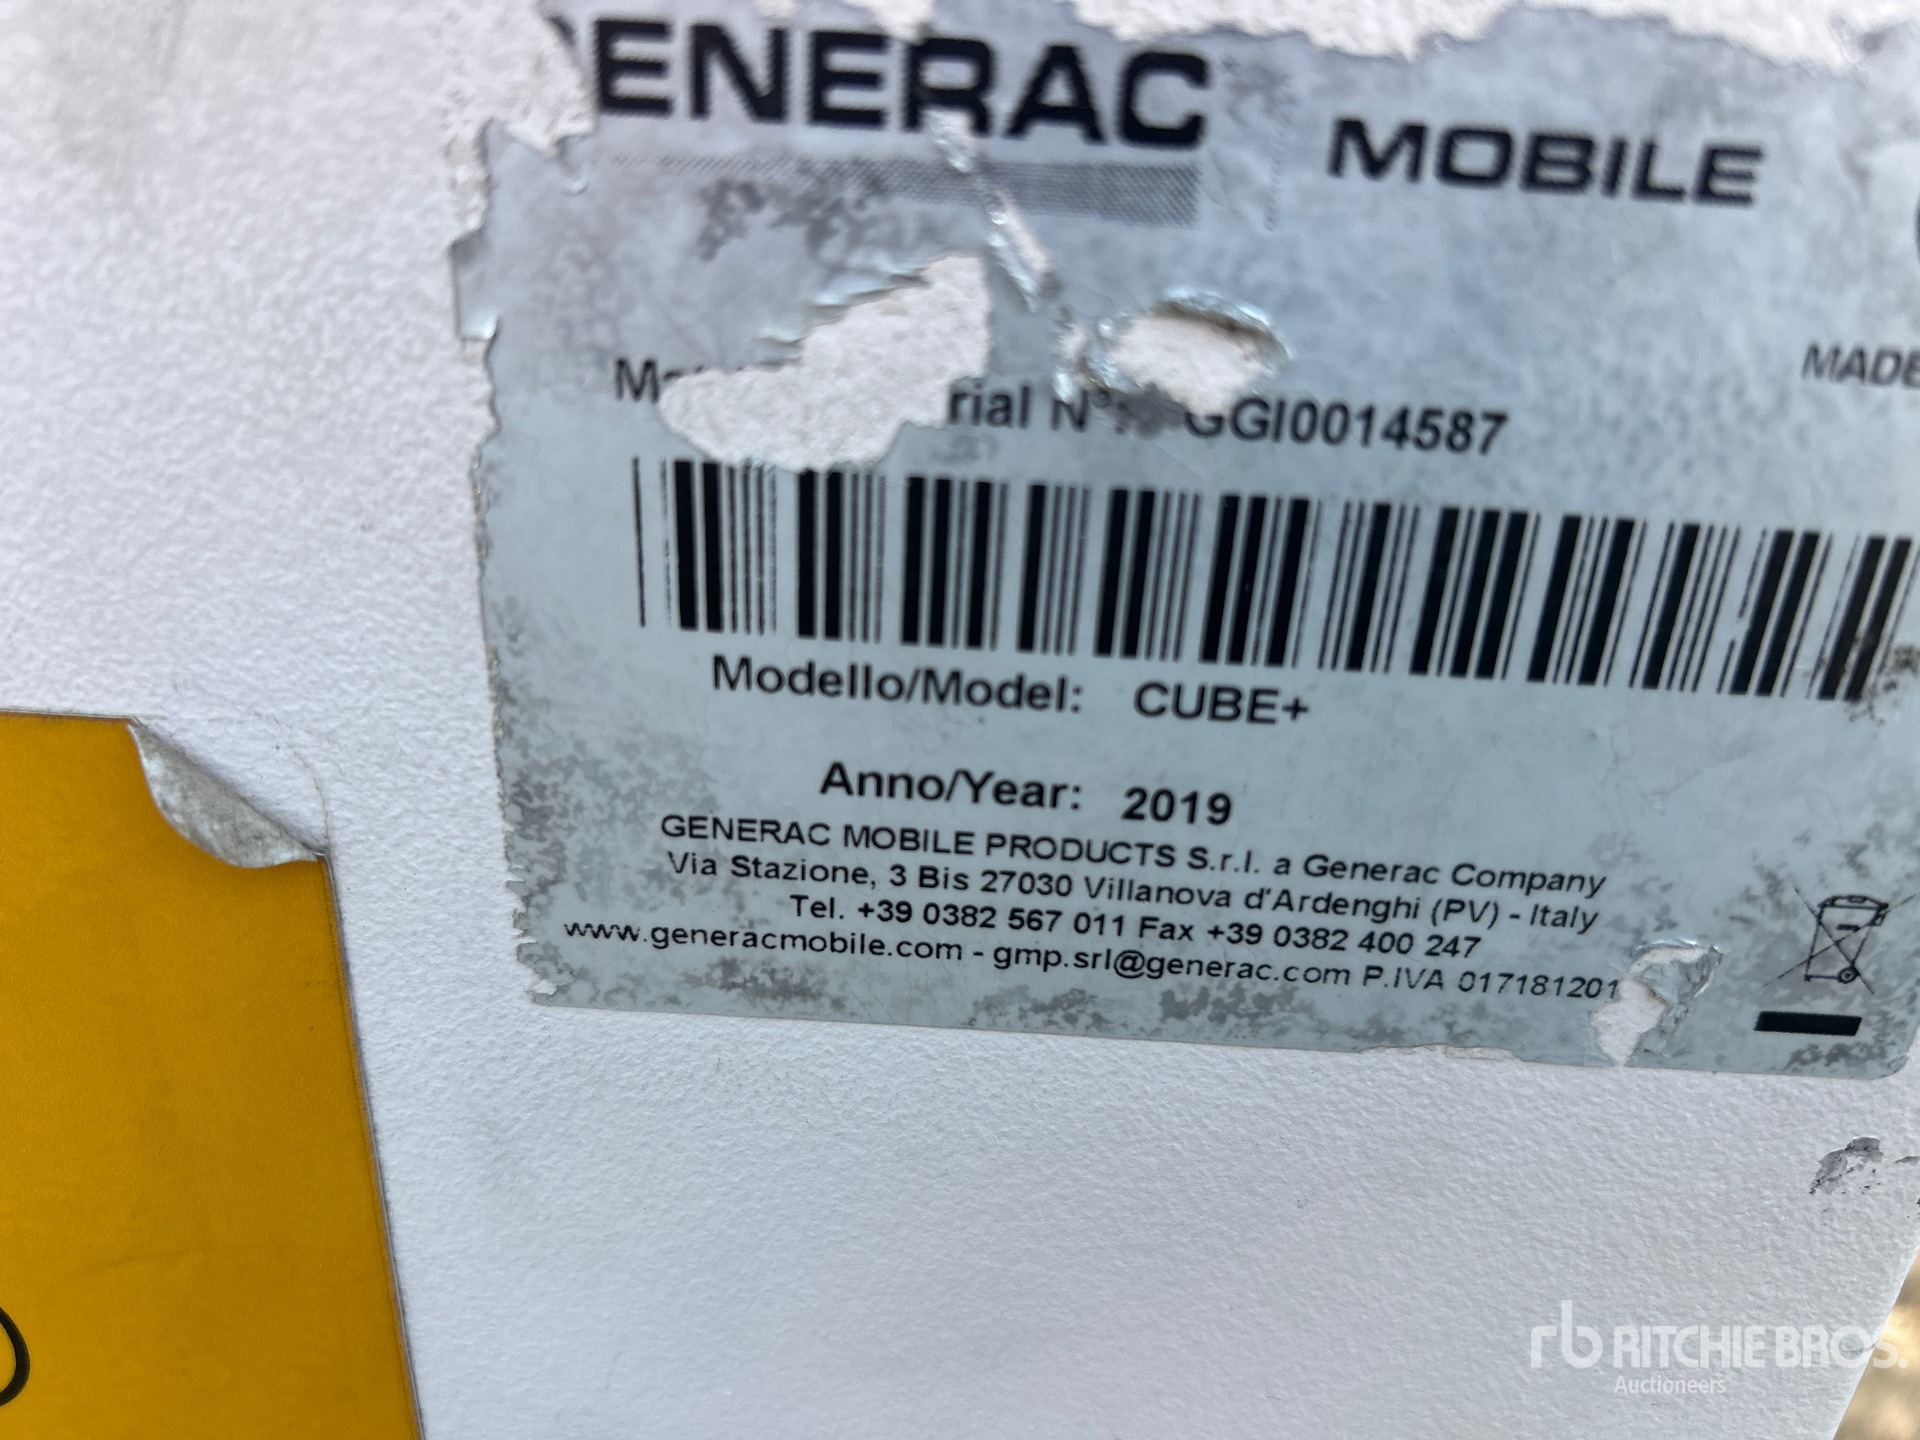 GENERAC MOBILE
MADE
rial N°: GGI0014587
Modello/Model: CUBE+
Anno/Year: 2019
GENERAC MOBILE PRODUCTS S.r.l. a Generac Company
Via Stazione, 3 Bis 27030 Villanova d'Ardenghi (PV) - Italy
Tel. +39 0382 567 011 Fax +39 0382 400 247
www.generacmobile.com - gmp.srl@generac.com P.IVA 017181201
rb RITCHIE BROS.
Auctioneers